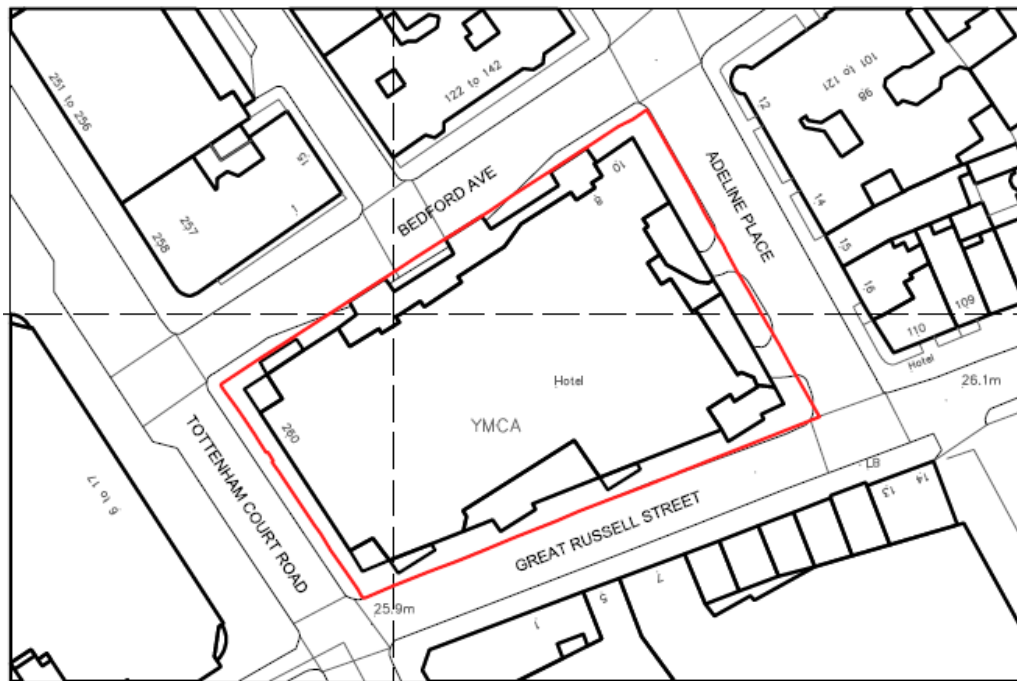 251 to 256
122 to 142
101 to 121
98
12
15
1
257
258
BEDFORD AVE
10
ADELINE PLACE
14
15
16
109
110
Hotel
26.1m
Hotel
YMCA
260
TOTTENHAM COURT ROAD
6 to 17
GREAT RUSSELL STREET
25.9m
87
14
13
7
5
1